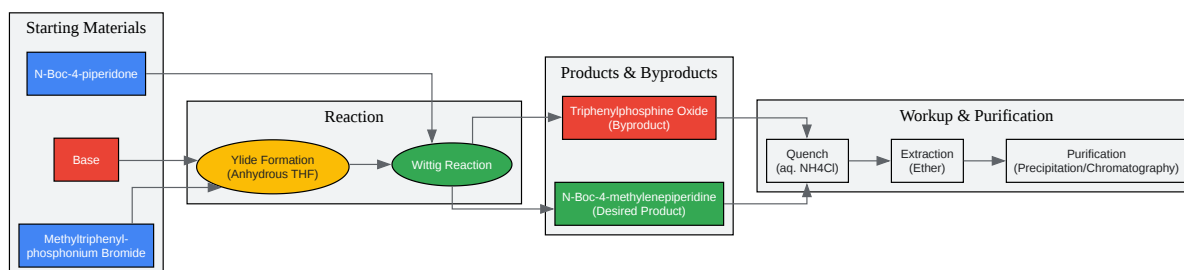 Starting Materials
N-Boc-4-piperidone
Base
Methyltriphenyl-
phosphonium Bromide
Reaction
Ylide Formation
(Anhydrous THF)
Wittig Reaction
Products & Byproducts
Triphenylphosphine Oxide
(Byproduct)
N-Boc-4-methylenepiperidine
(Desired Product)
Workup & Purification
Quench
(aq. NH4Cl)
Extraction
(Ether)
Purification
(Precipitation/Chromatography)